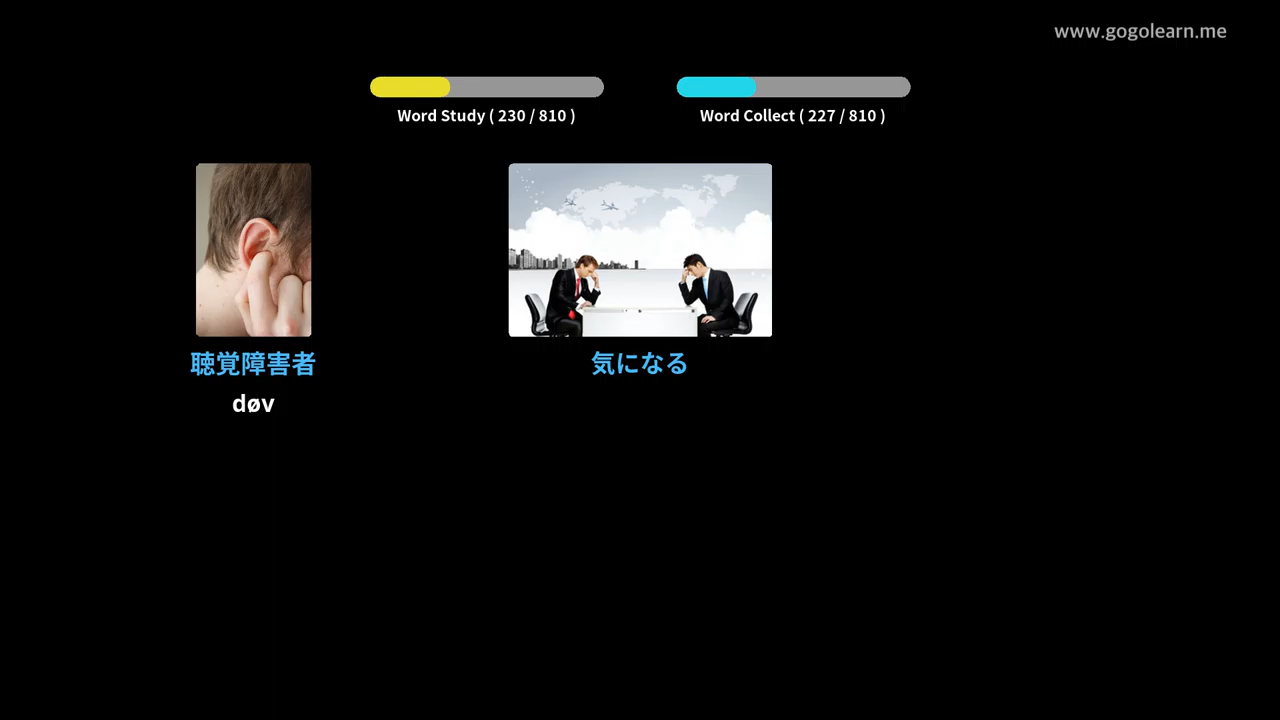 www.gogolearn.me
Word Study ( 230 / 810 )
Word Collect ( 227 / 810 )
聴覚障害者
døv
気になる